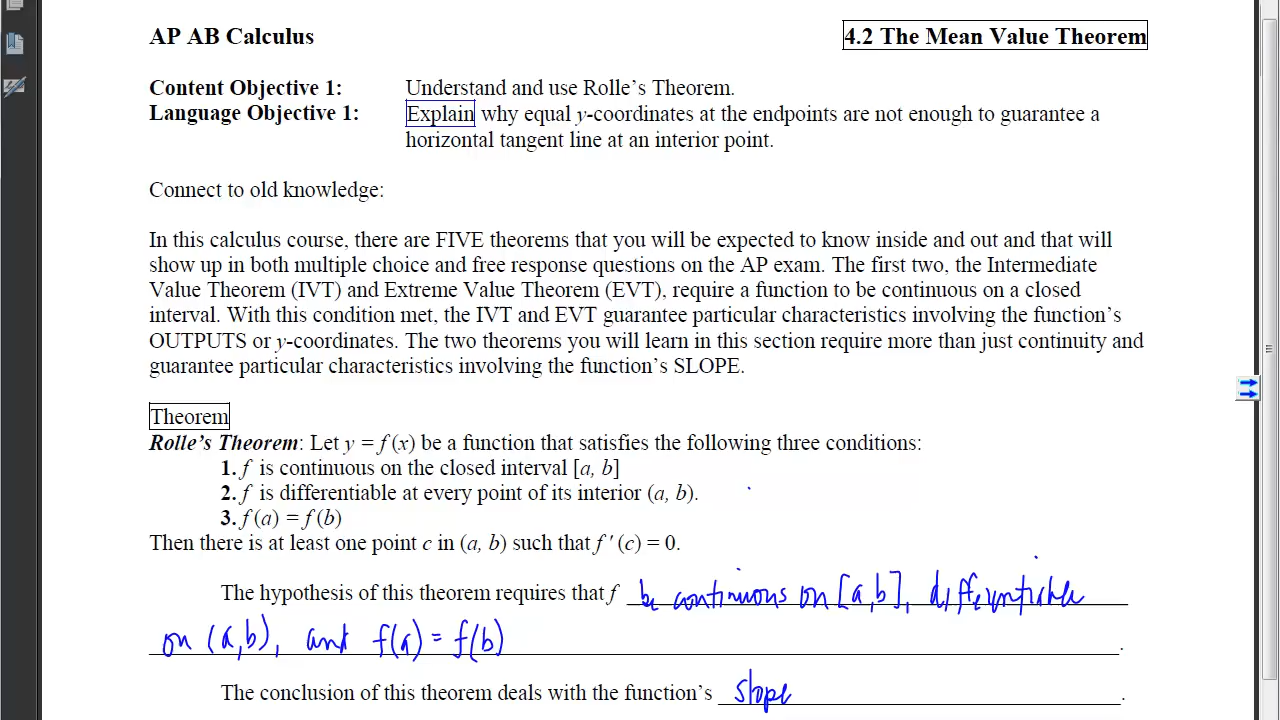 AP AB Calculus 4.2 The Mean Value Theorem
Content Objective 1: Understand and use Rolle's Theorem.
Language Objective 1: Explain why equal y-coordinates at the endpoints are not enough to guarantee a
horizontal tangent line at an interior point.
Connect to old knowledge:
In this calculus course, there are FIVE theorems that you will be expected to know inside and out and that will
show up in both multiple choice and free response questions on the AP exam. The first two, the Intermediate
Value Theorem (IVT) and Extreme Value Theorem (EVT), require a function to be continuous on a closed
interval. With this condition met, the IVT and EVT guarantee particular characteristics involving the function's
OUTPUTS or y-coordinates. The two theorems you will learn in this section require more than just continuity and
guarantee particular characteristics involving the function's SLOPE.
Theorem
Rolle's Theorem: Let y = f (x) be a function that satisfies the following three conditions:
1. f is continuous on the closed interval [a, b]
2. f is differentiable at every point of its interior (a, b).
3. f (a) = f (b)
Then there is at least one point c in (a, b) such that f ' (c) = 0.
The hypothesis of this theorem requires that f be continuous on [a,b], differentiable
on (a,b), and f(a) = f(b).
The conclusion of this theorem deals with the function's slope.